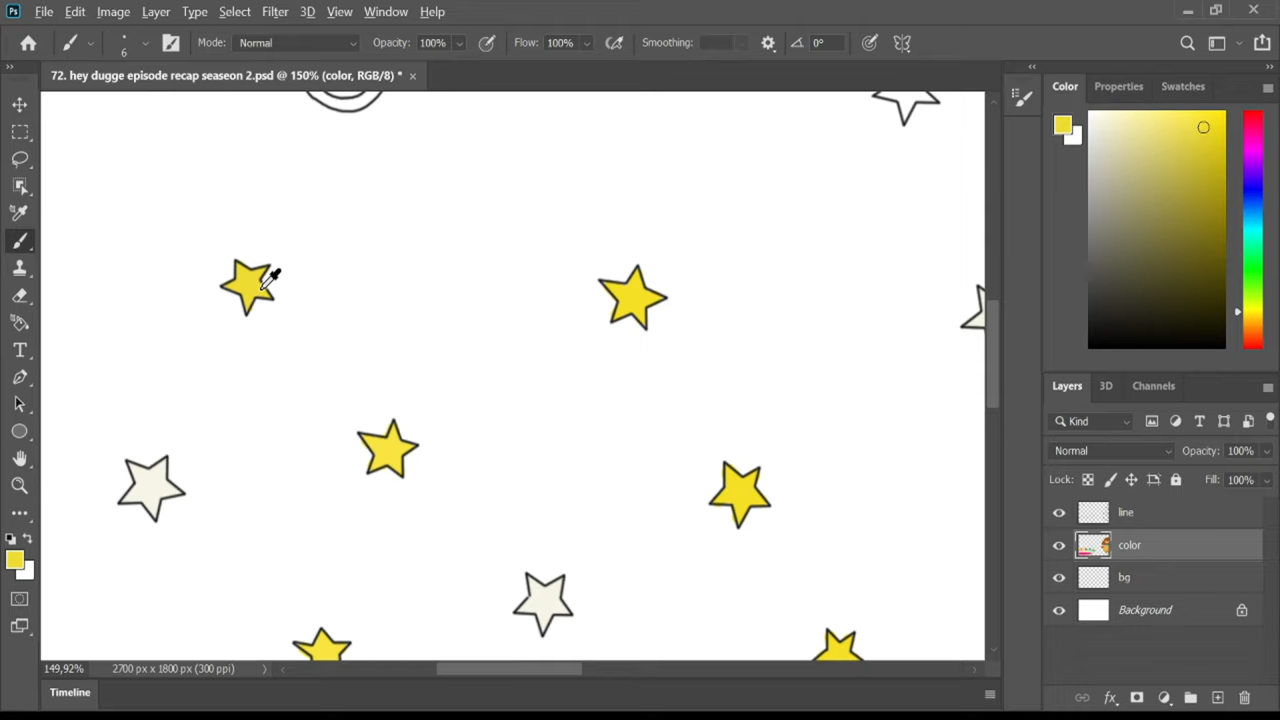 Ps File Edit Image Layer Type Select Filter 3D View Window Help
6 Mode: Normal Opacity: 100% Flow: 100% Smoothing: 0°
72. hey dugge episode recap seaseon 2.psd @ 150% (color, RGB/8) *
Color Properties Swatches
Layers 3D Channels
Kind
Normal Opacity: 100%
Lock: Fill: 100%
line
color
bg
Background
149,92% 2700 px x 1800 px (300 ppi)
Timeline
fx